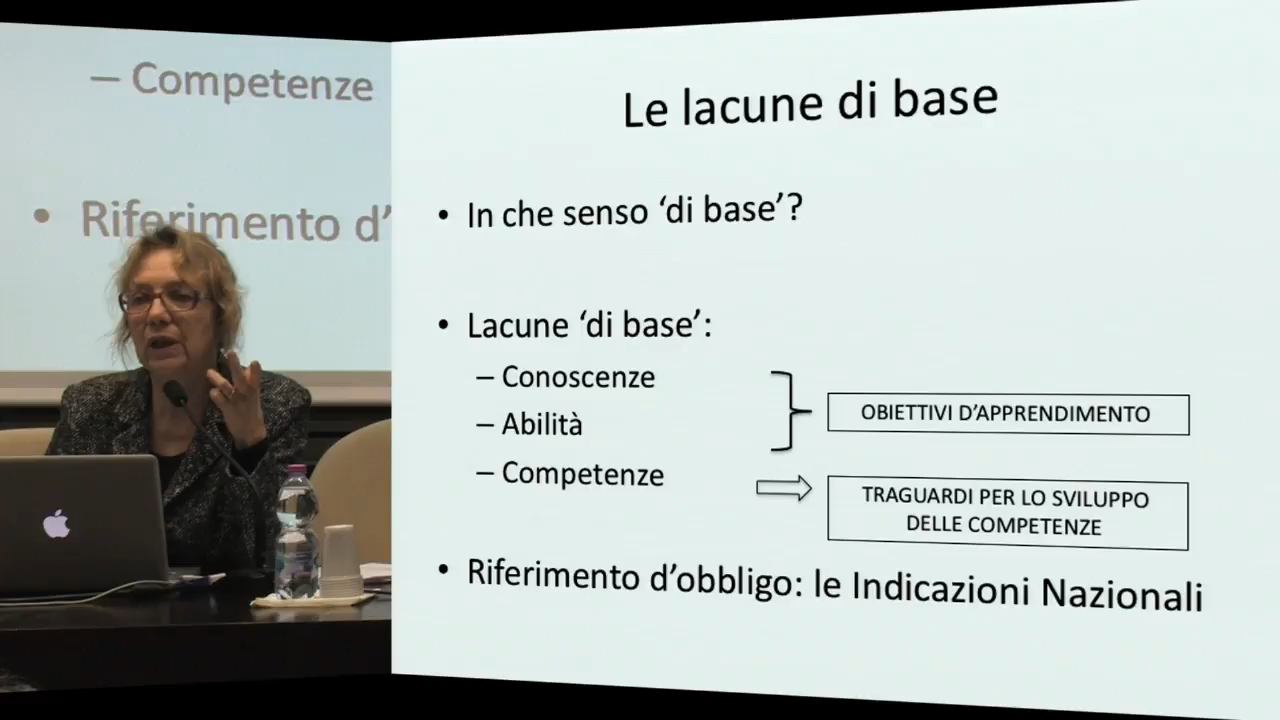 – Competenze
• Riferimento d’
Le lacune di base
• In che senso ‘di base’?
• Lacune ‘di base’:
– Conoscenze
– Abilità
– Competenze
OBIETTIVI D’APPRENDIMENTO
TRAGUARDI PER LO SVILUPPO
DELLE COMPETENZE
• Riferimento d’obbligo: le Indicazioni Nazionali